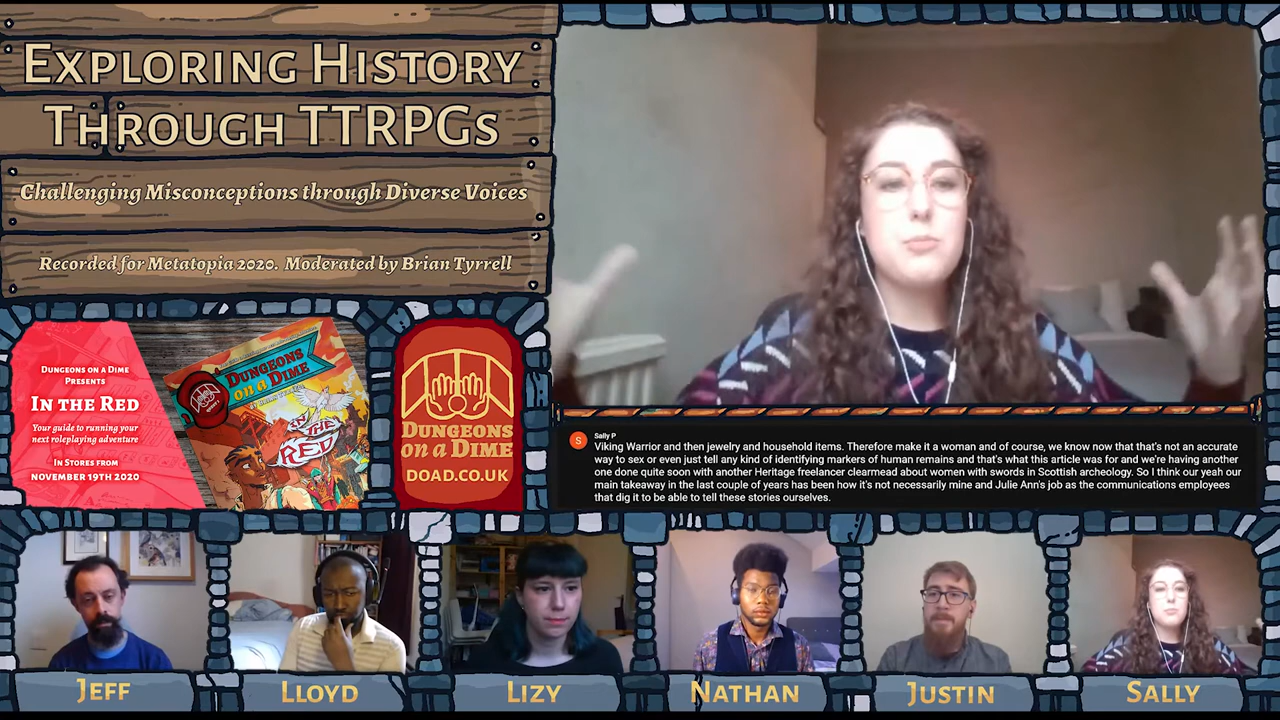 EXPLORING HISTORY
THROUGH TTRPGS
Challenging Misconceptions through Diverse Voices
Recorded for Metatopia 2020. Moderated by Brian Tyrrell
DUNGEONS ON A DIME
PRESENTS
IN THE RED
Your guide to running your
next roleplaying adventure
IN STORES FROM
NOVEMBER 19TH 2020
DUNGEONS
on a DIME
IN THE
RED
DUNGEONS
on a DIME
DOAD.CO.UK
S
Sally P
Viking Warrior and then jewelry and household items. Therefore make it a woman and of course, we know now that that's not an accurate
way to sex or even just tell any kind of Identifying markers of human remains and that's what this article was for and we're having another
one done quite soon with another Heritage freelancer clearmead about women with swords in Scottish archeology. So I think our yeah our
main takeaway in the last couple of years has been how it's not necessarily mine and Julie Ann's job as the communications employees
that dig it to be able to tell these stories ourselves.
JEFF
LLOYD
LIZY
NATHAN
JUSTIN
SALLY